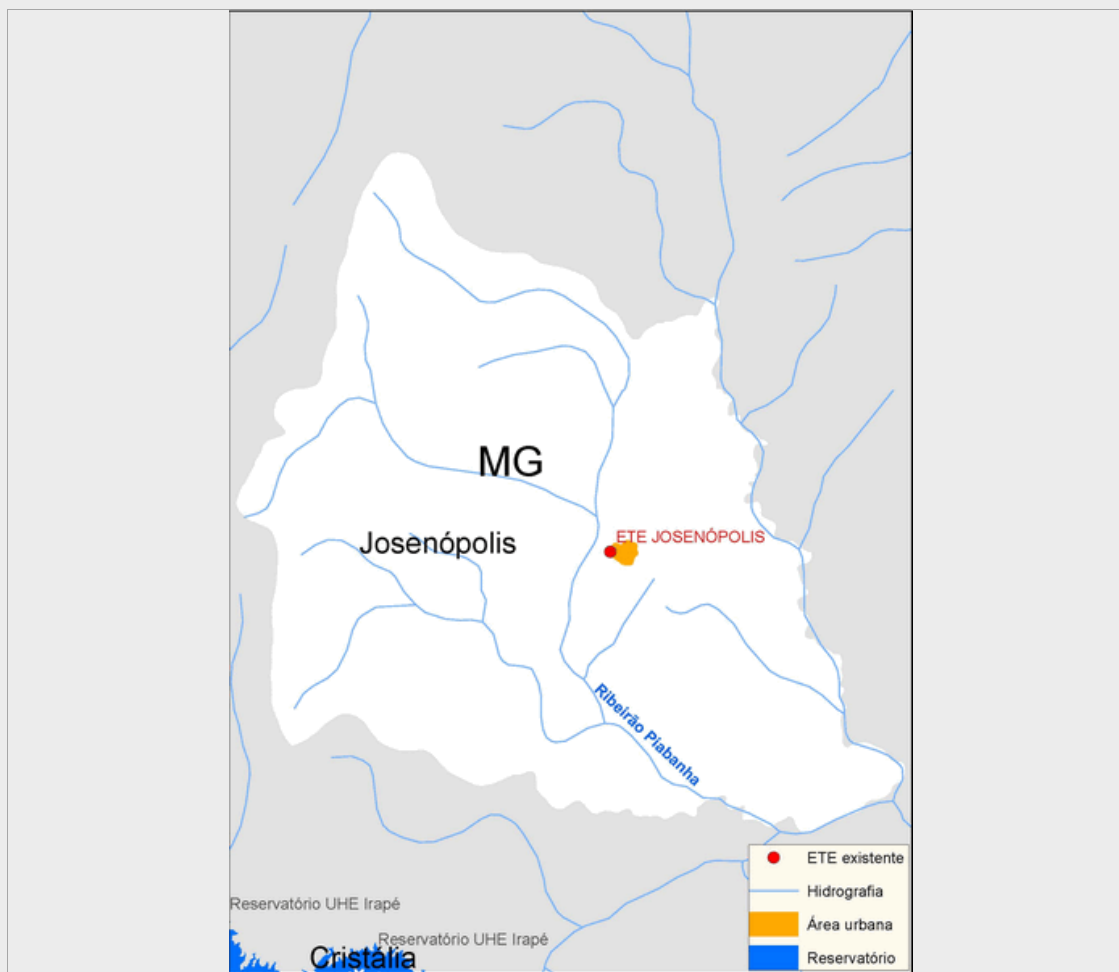 MG
ETE JOSENÓPOLIS
Josenópolis
Ribeirão Piabanha
ETE existente
Hidrografia
Área urbana
Reservatório
Reservatório UHE Irapé
Reservatório UHE Irapé
Cristália